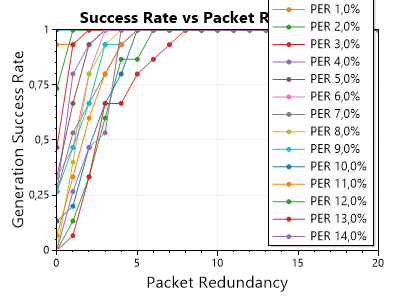 Success Rate vs Packet R
PER 1,0%
PER 2,0%
PER 3,0%
PER 4,0%
PER 5,0%
PER 6,0%
PER 7,0%
PER 8,0%
PER 9,0%
PER 10,0%
PER 11,0%
PER 12,0%
PER 13,0%
PER 14,0%
Generation Success Rate
1
0,75
0,5
0,25
0
0
5
10
15
20
Packet Redundancy